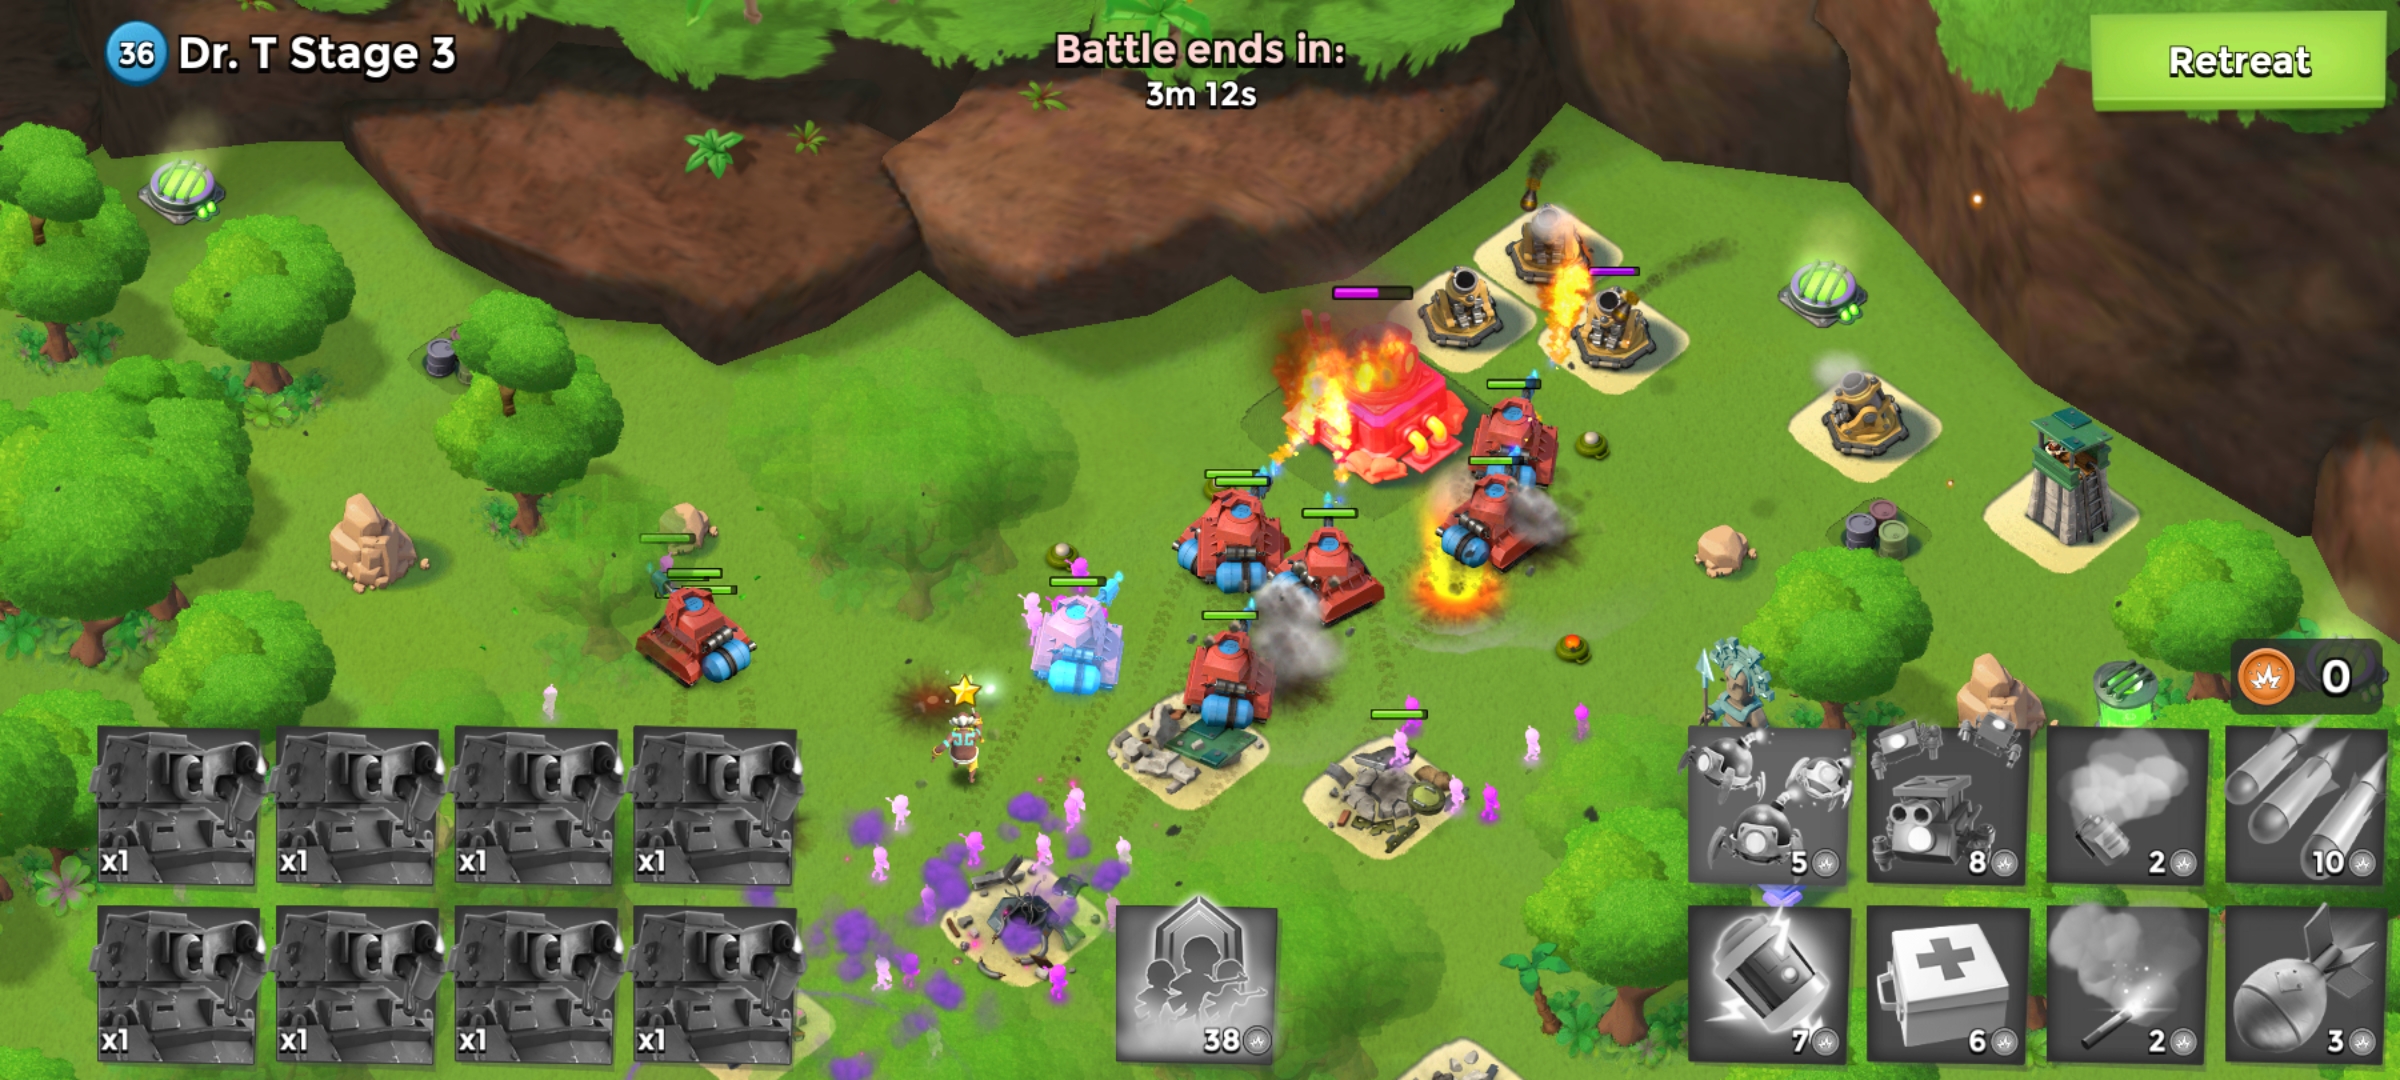 36 Dr. T Stage 3
Battle ends in:
3m 12s
Retreat
0
x1 x1 x1 x1
5 8 2 10
x1 x1 x1 x1
38
7 6 2 3